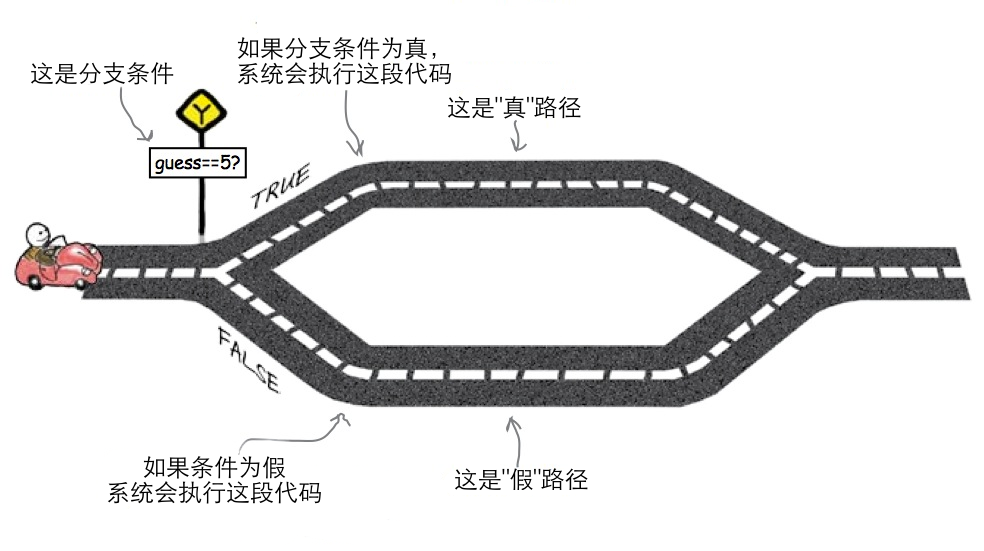 如果分支条件为真，
系统会执行这段代码
这是分支条件
这是"真"路径
Y
guess==5?
TRUE
FALSE
如果条件为假
系统会执行这段代码
这是"假"路径